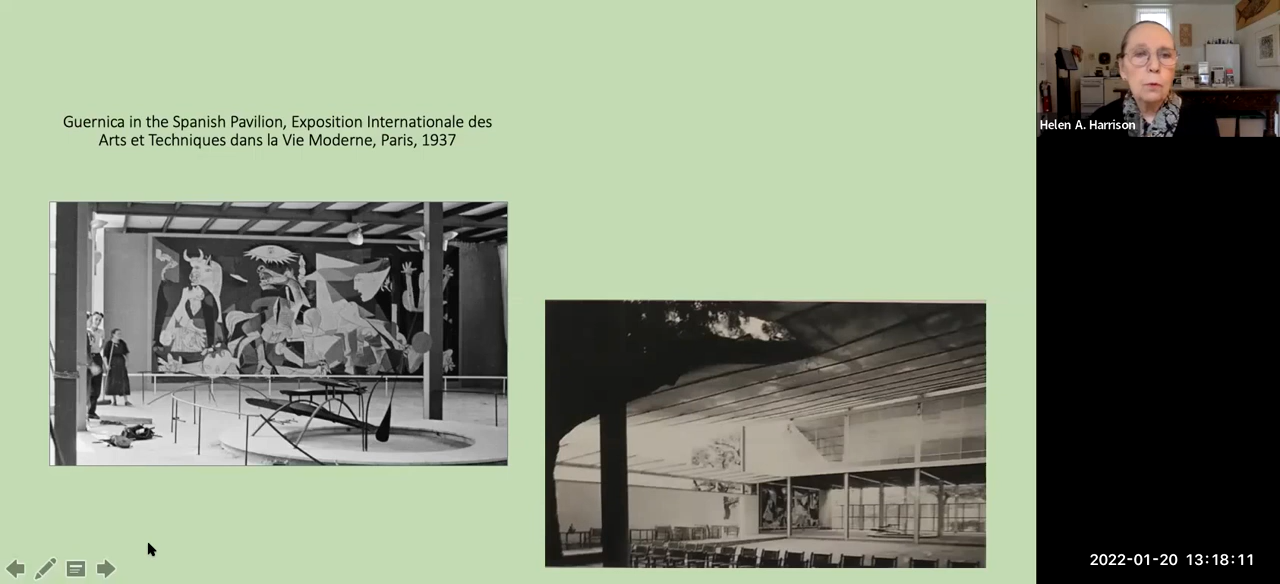 Guernica in the Spanish Pavilion, Exposition Internationale des
Arts et Techniques dans la Vie Moderne, Paris, 1937
Helen A. Harrison
2022-01-20 13:18:11